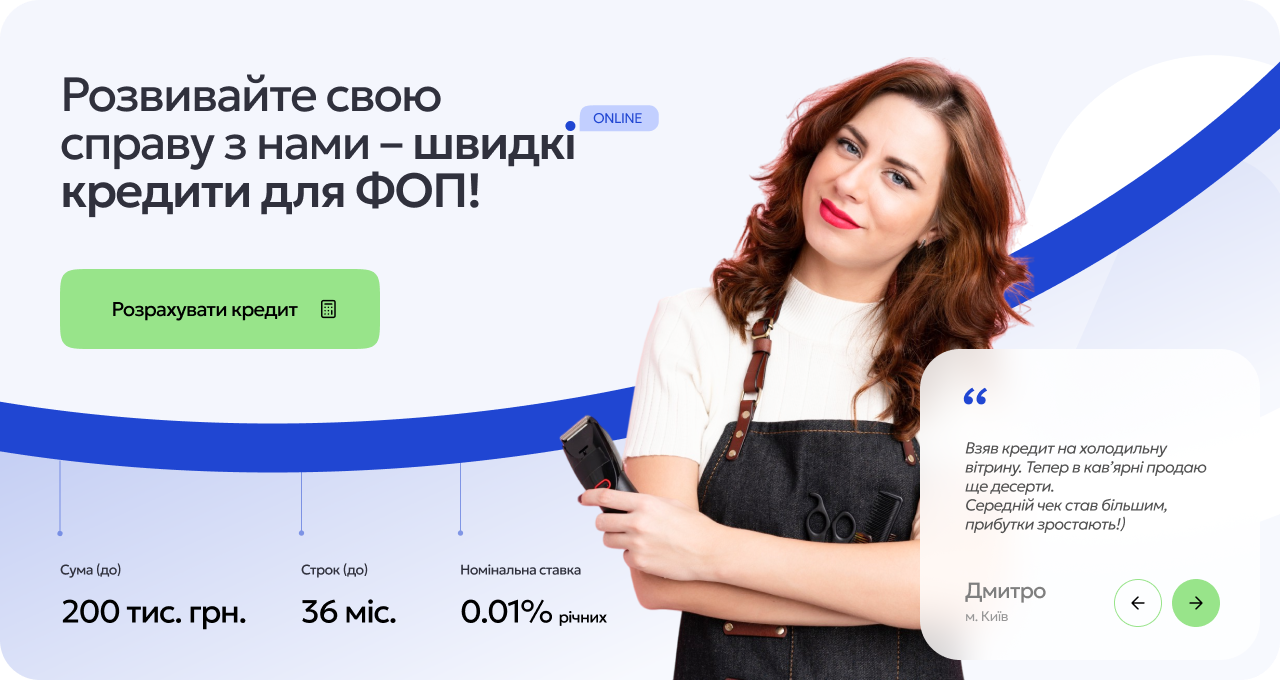 Розвивайте свою
ONLINE
справу з нами – швидкі
кредити для ФОП!
Розрахувати кредит
“
Взяв кредит на холодильну
вітрину. Тепер в кав’ярні продаю
ще десерти.
Середній чек став більшим,
прибутки зростають!)
Дмитро
м. Київ
Сума (до)
200 тис. грн.
Строк (до)
36 міс.
Номінальна ставка
0.01% річних